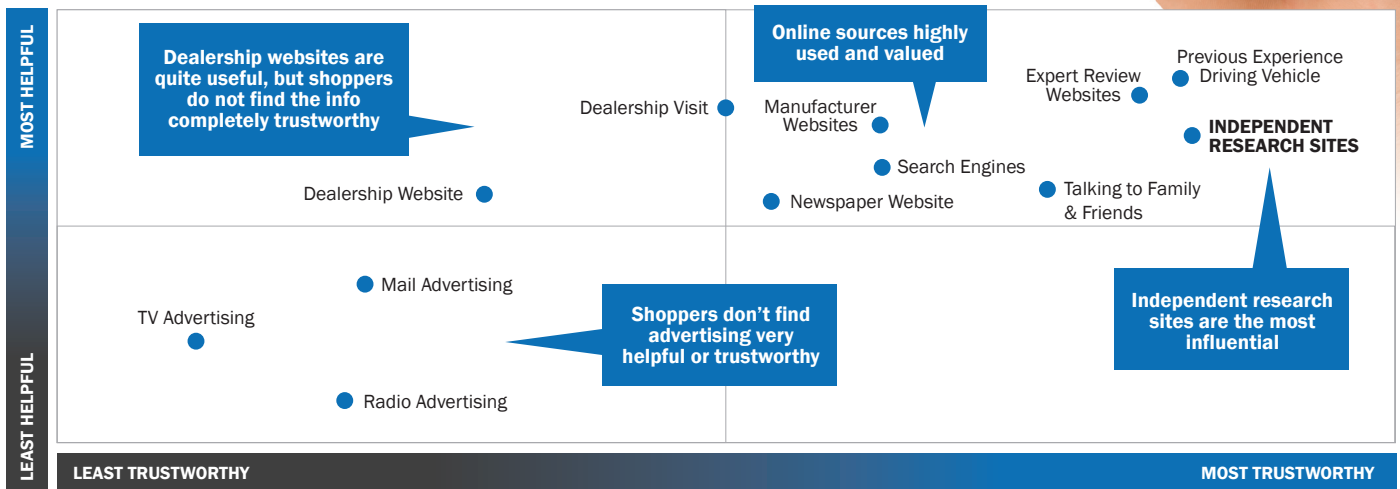 MOST HELPFUL
LEAST HELPFUL
Dealership websites are
quite useful, but shoppers
do not find the info
completely trustworthy
Online sources highly
used and valued
Previous Experience
Driving Vehicle
Expert Review
Websites
Dealership Visit
Manufacturer
Websites
INDEPENDENT
RESEARCH SITES
Search Engines
Dealership Website
Newspaper Website
Talking to Family
& Friends
Mail Advertising
TV Advertising
Shoppers don’t find
advertising very
helpful or trustworthy
Independent research
sites are the most
influential
Radio Advertising
LEAST TRUSTWORTHY
MOST TRUSTWORTHY